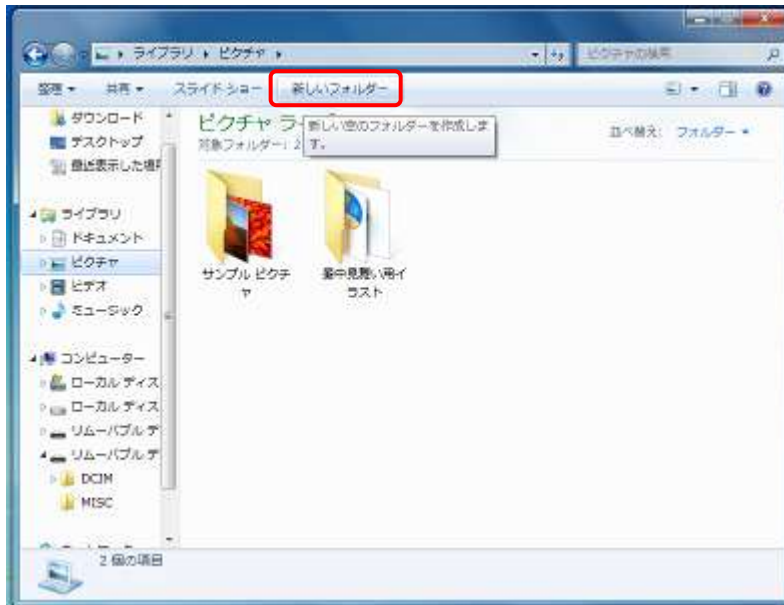 ライブラリ ▸ ピクチャ ▸
ピクチャの検索
整理 共有 スライド ショー 新しいフォルダー
ダウンロード
デスクトップ
最近表示した場所
ライブラリ
ドキュメント
ピクチャ
ビデオ
ミュージック
コンピューター
ローカル ディス
ローカル ディス
リムーバブル デ
リムーバブル デ
DCIM
MISC
ピクチャ ラ
対象フォルダー: 2
新しい空のフォルダーを作成しま
す。
並べ替え: フォルダー
サンプル ピクチ
ャ
暑中見舞い用イ
ラスト
2 個の項目